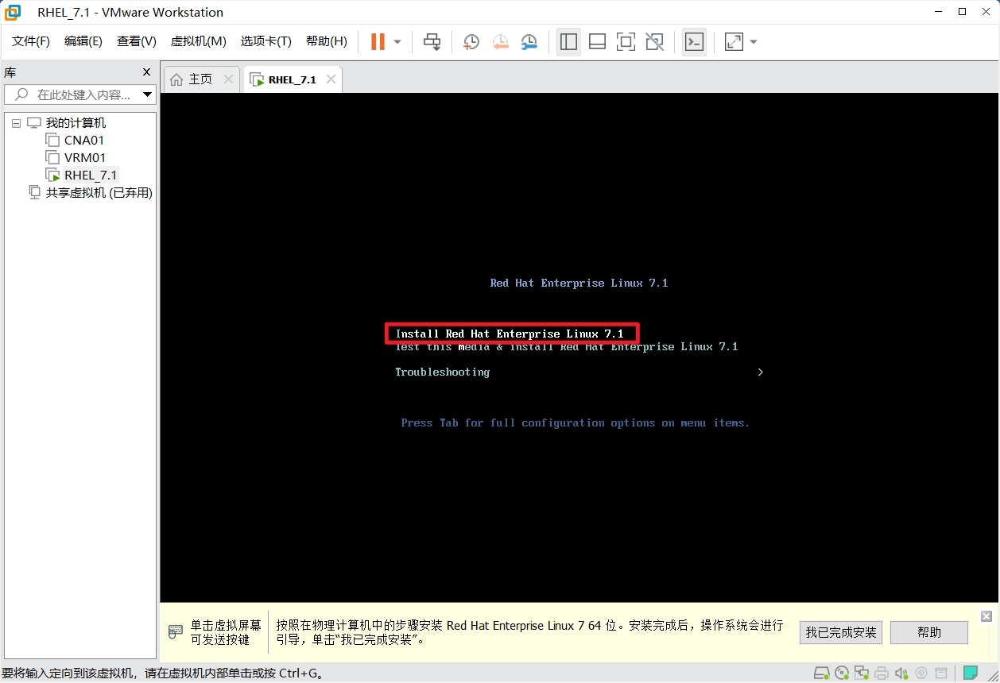 RHEL_7.1 - VMware Workstation
文件(F) 编辑(E) 查看(V) 虚拟机(M) 选项卡(T) 帮助(H)
库
在此处键入内容...
我的计算机
CNA01
VRM01
RHEL_7.1
共享虚拟机 (已弃用)
主页 RHEL_7.1
Red Hat Enterprise Linux 7.1
Install Red Hat Enterprise Linux 7.1
Test this media & install Red Hat Enterprise Linux 7.1
Troubleshooting >
Press Tab for full configuration options on menu items.
单击虚拟屏幕
可发送按键
按照在物理计算机中的步骤安装 Red Hat Enterprise Linux 7 64 位。安装完成后，操作系统会进行
引导，单击“我已完成安装”。
我已完成安装 帮助
要将输入定向到该虚拟机，请在虚拟机内部单击或按 Ctrl+G。